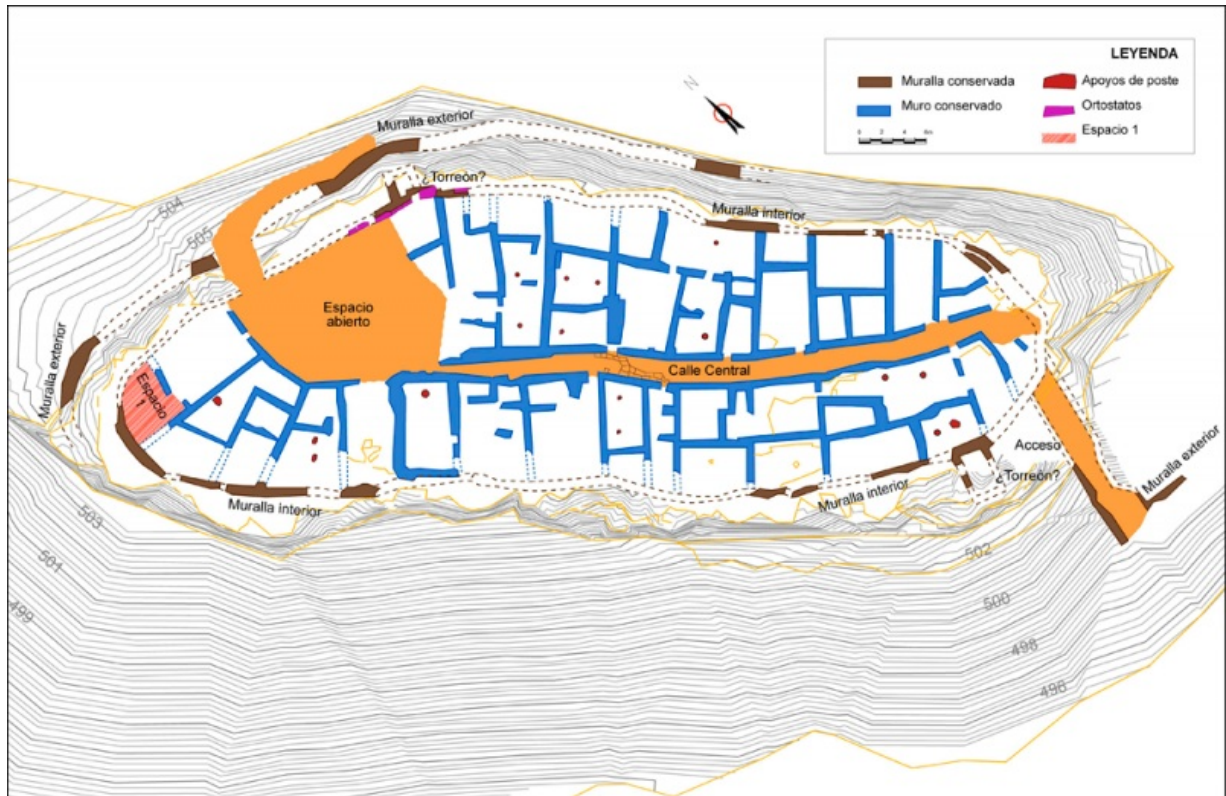 LEYENDA
Muralla conservada
Apoyos de poste
Muro conservado
Ortostatos
Espacio 1
0 2 4 6m
N
Muralla exterior
¿Torreón?
504
505
Muralla interior
Espacio
abierto
Calle Central
Muralla exterior
Espacio
1
Acceso
¿Torreón?
Muralla exterior
Muralla interior
Muralla interior
503
502
501
500
499
498
496